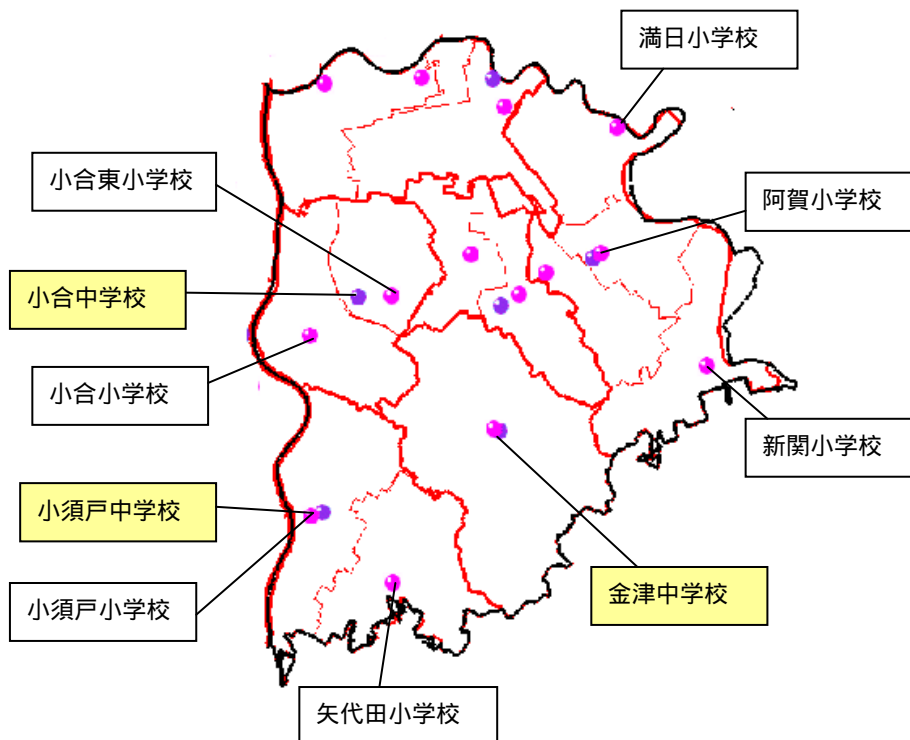 満日小学校
小合東小学校
阿賀小学校
小合中学校
小合小学校
新関小学校
小須戸中学校
金津中学校
小須戸小学校
矢代田小学校